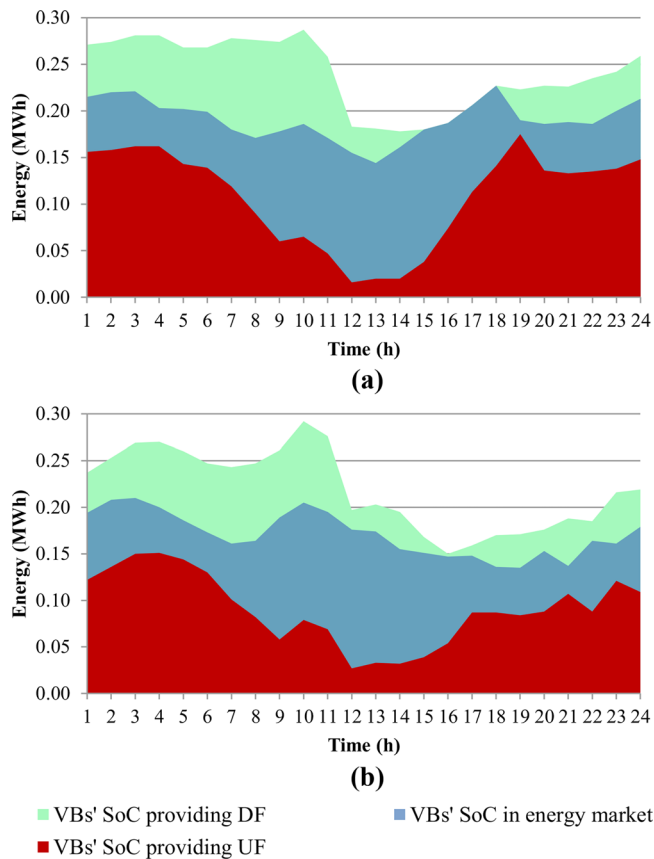 0.30
0.25
0.20
0.15
0.10
0.05
0.00
Energy (MWh)
1 2 3 4 5 6 7 8 9 10 11 12 13 14 15 16 17 18 19 20 21 22 23 24
Time (h)
(a)
0.30
0.25
0.20
0.15
0.10
0.05
0.00
Energy (MWh)
1 2 3 4 5 6 7 8 9 10 11 12 13 14 15 16 17 18 19 20 21 22 23 24
Time (h)
(b)
VBs' SoC providing DF VBs' SoC in energy market
VBs' SoC providing UF